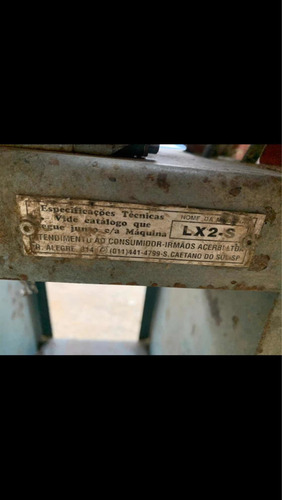 Especificações Técnicas
Vide catálogo que
segue junto c/a Máquina
NOME DA
LX2-S
ATENDIMENTO AO CONSUMIDOR-IRMÃOS ACERBI LTDA
ALEGRE (011)441-4799-S.CAETANO DO SUL-SP